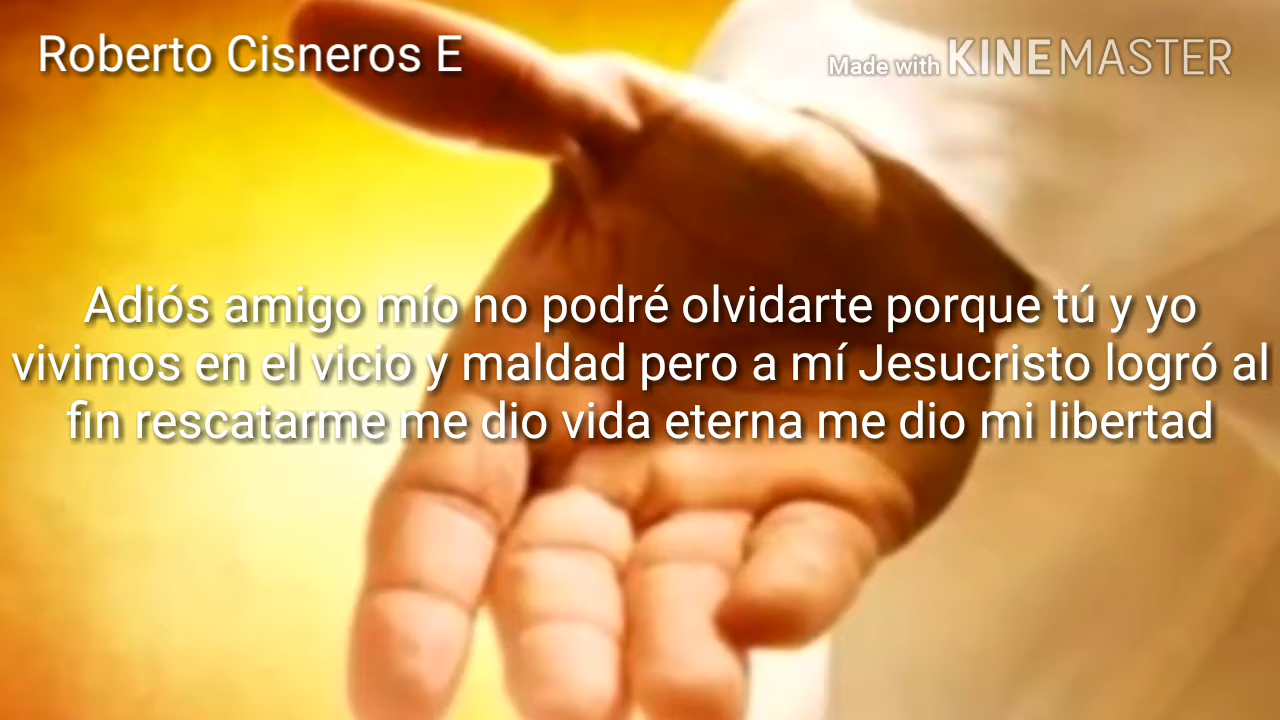 Roberto Cisneros E
Made with KINEMASTER
Adiós amigo mío no podré olvidarte porque tú y yo
vivimos en el vicio y maldad pero a mí Jesucristo logró al
fin rescatarme me dio vida eterna me dio mi libertad